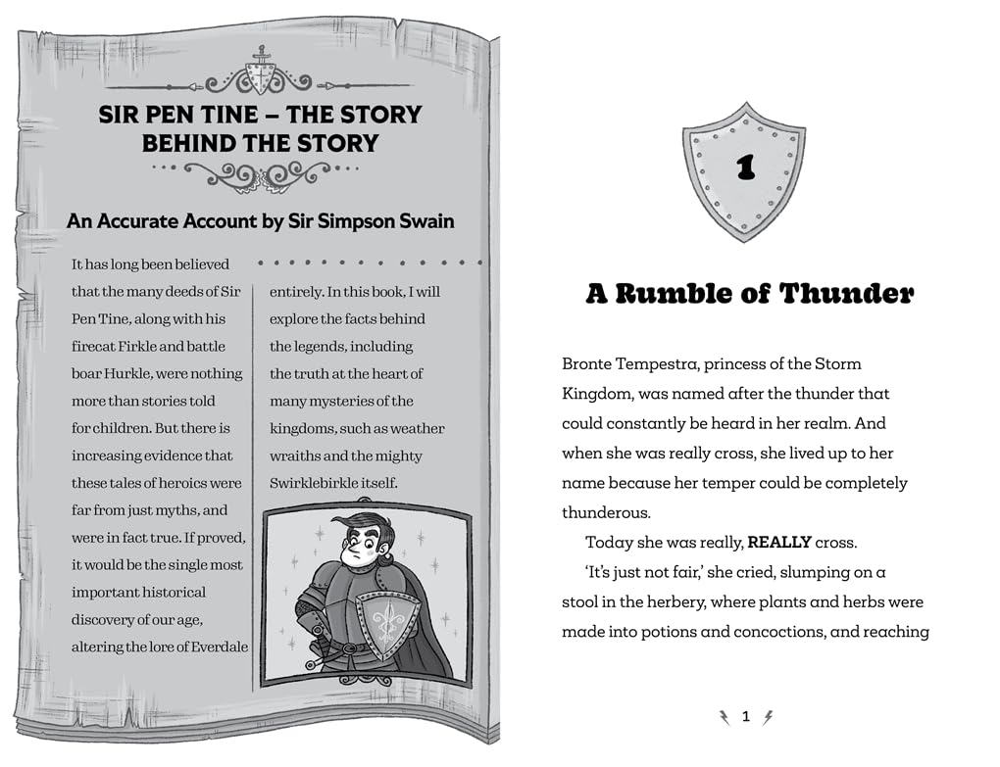 SIR PEN TINE – THE STORY
BEHIND THE STORY
An Accurate Account by Sir Simpson Swain
It has long been believed
that the many deeds of Sir
Pen Tine, along with his
firecat Firkle and battle
boar Hurkle, were nothing
more than stories told
for children. But there is
increasing evidence that
these tales of heroics were
far from just myths, and
were in fact true. If proved,
it would be the single most
important historical
discovery of our age,
altering the lore of Everdale
entirely. In this book, I will
explore the facts behind
the legends, including
the truth at the heart of
many mysteries of the
kingdoms, such as weather
wraiths and the mighty
Swirklebirkle itself.
1
A Rumble of Thunder
Bronte Tempestra, princess of the Storm
Kingdom, was named after the thunder that
could constantly be heard in her realm. And
when she was really cross, she lived up to her
name because her temper could be completely
thunderous.
Today she was really, REALLY cross.
‘It’s just not fair,’ she cried, slumping on a
stool in the herbery, where plants and herbs were
made into potions and concoctions, and reaching
1